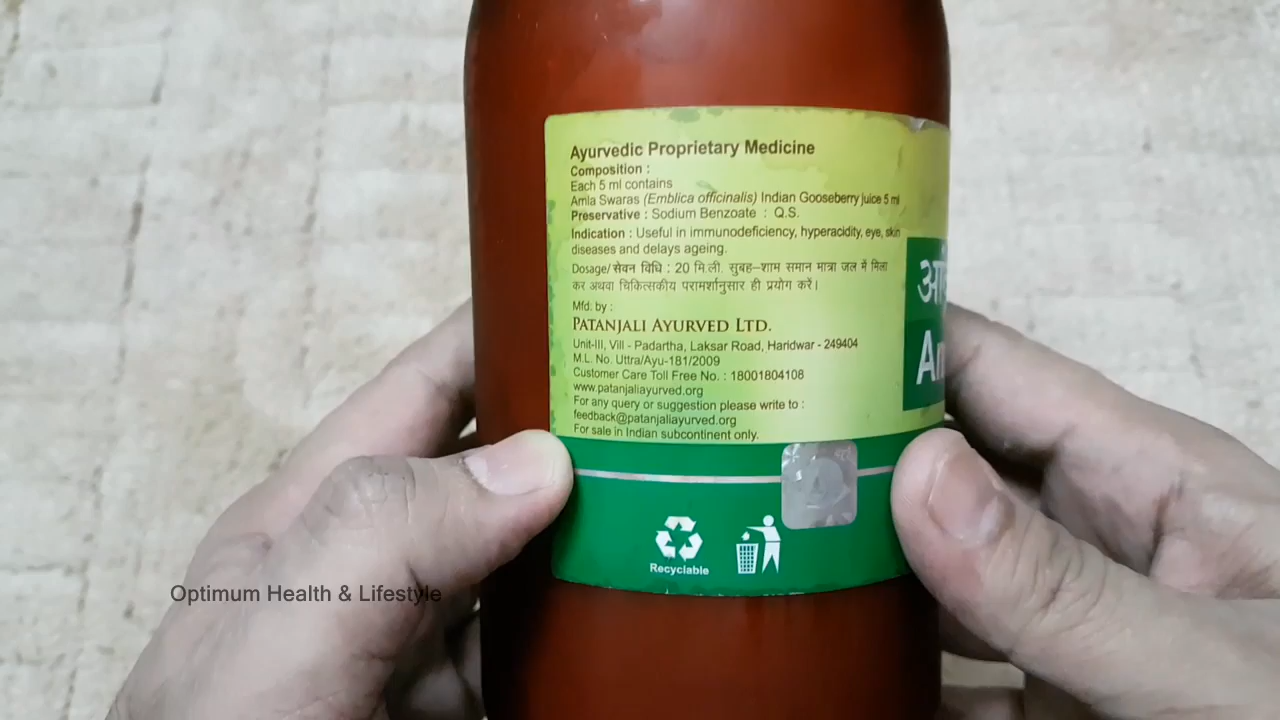 Ayurvedic Proprietary Medicine
Composition :
Each 5 ml contains
Amla Swaras (Emblica officinalis) Indian Gooseberry juice 5 ml
Preservative : Sodium Benzoate : Q.S.
Indication : Useful in immunodeficiency, hyperacidity, eye, skin
diseases and delays ageing.
Dosage/ सेवन विधि : 20 मि.ली. सुबह–शाम समान मात्रा जल में मिला
कर अथवा चिकित्सकीय परामर्शानुसार ही प्रयोग करें।
Mfd. by :
PATANJALI AYURVED LTD.
Unit-III, Vill - Padartha, Laksar Road, Haridwar - 249404
M.L. No. Uttra/Ayu-181/2009
Customer Care Toll Free No. : 18001804108
www.patanjaliayurved.org
For any query or suggestion please write to :
feedback@patanjaliayurved.org
For sale in Indian subcontinent only.
Recyclable
Optimum Health & Lifestyle